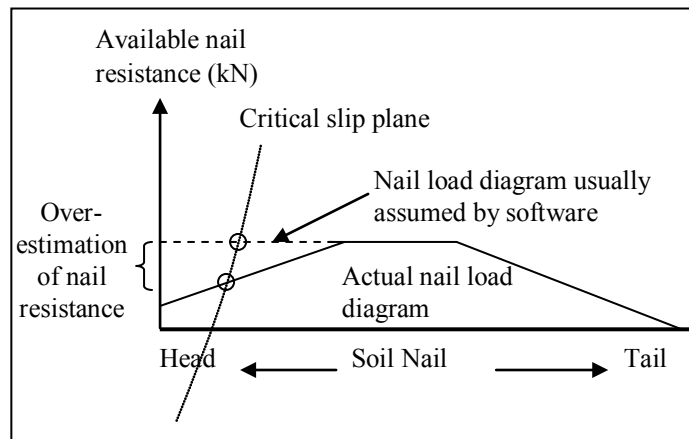 Available nail
resistance (kN)
Critical slip plane
Nail load diagram usually
assumed by software
Over-
estimation
of nail
resistance
Actual nail load
diagram
Head
Soil Nail
Tail